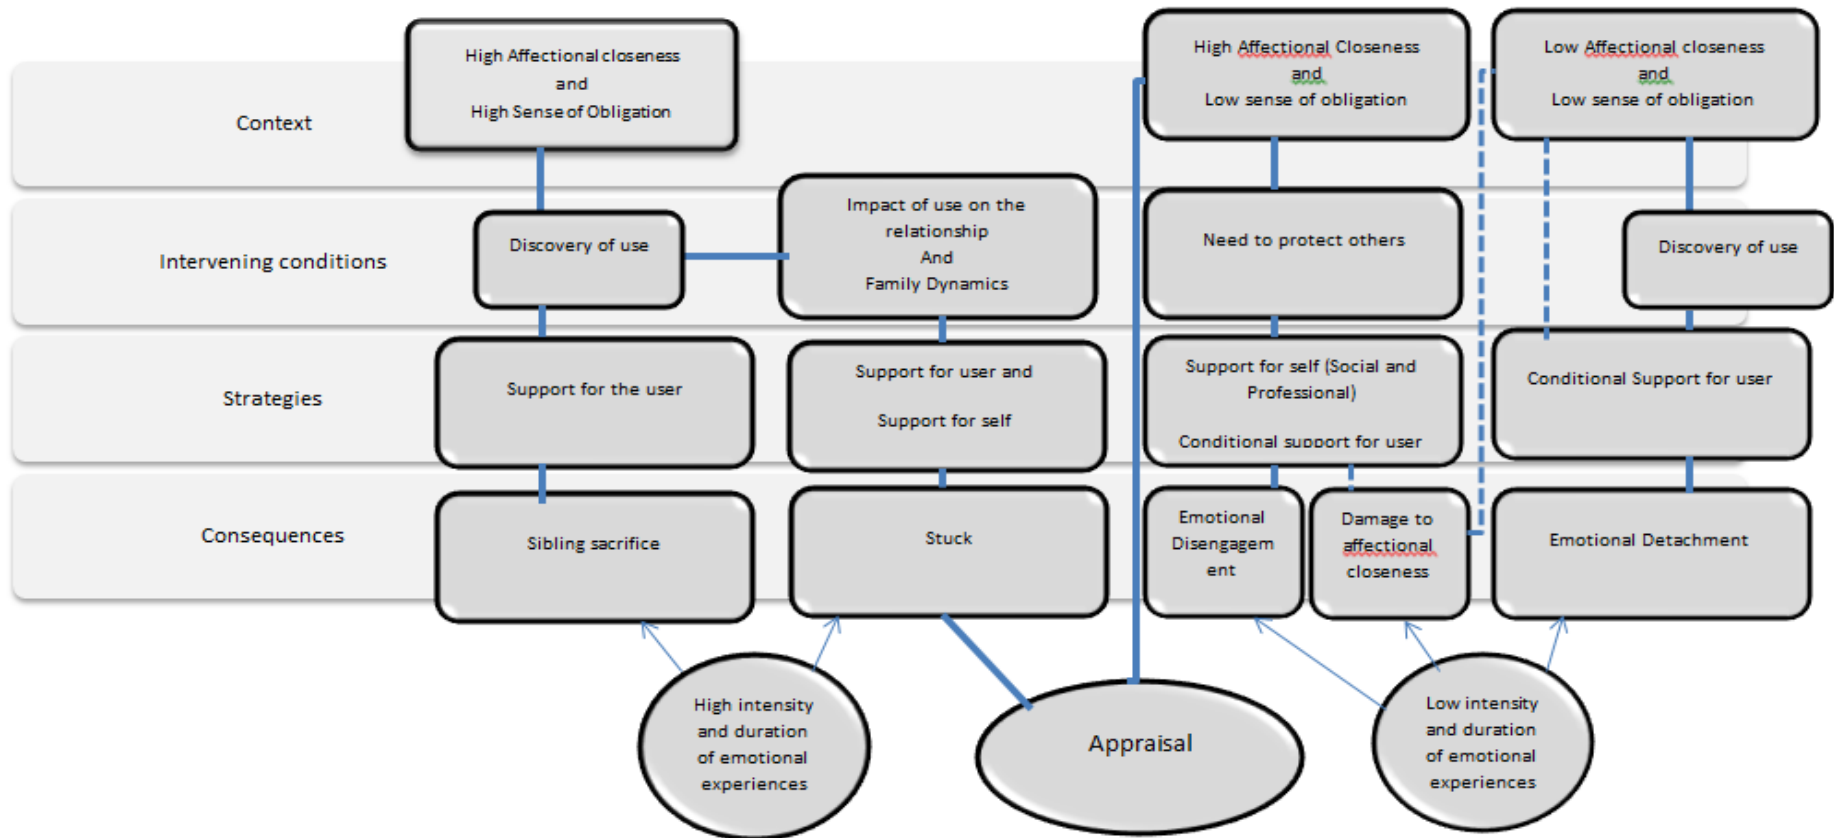 High Affectional closeness
and
High Sense of Obligation
High Affectional Closeness
and
Low sense of obligation
Low Affectional closeness
and
Low sense of obligation
Context
Intervening conditions
Discovery of use
Impact of use on the
relationship
And
Family Dynamics
Need to protect others
Discovery of use
Strategies
Support for the user
Support for user and
Support for self
Support for self (Social and
Professional)
Conditional support for user
Conditional Support for user
Consequences
Sibling sacrifice
Stuck
Emotional
Disengagem
ent
Damage to
affectional
closeness
Emotional Detachment
High intensity
and duration
of emotional
experiences
Appraisal
Low intensity
and duration
of emotional
experiences